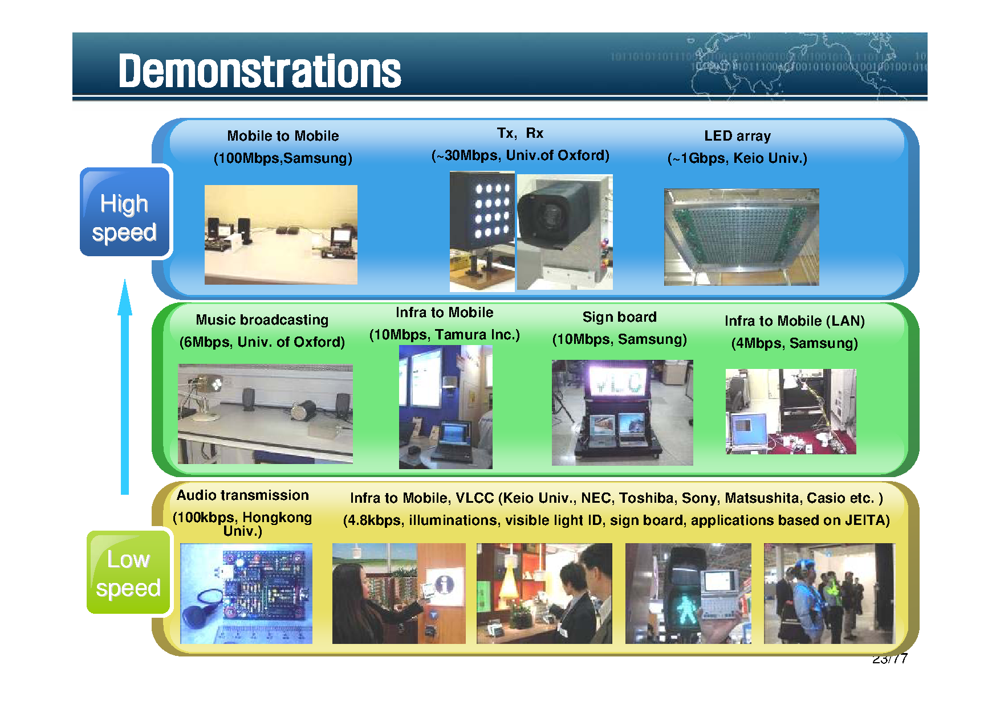 Demonstrations
Mobile to Mobile
(100Mbps,Samsung)
Tx, Rx
(~30Mbps, Univ.of Oxford)
LED array
(~1Gbps, Keio Univ.)
High
speed
Music broadcasting
(6Mbps, Univ. of Oxford)
Infra to Mobile
(10Mbps, Tamura Inc.)
Sign board
(10Mbps, Samsung)
VLC
Infra to Mobile (LAN)
(4Mbps, Samsung)
Audio transmission
(100kbps, Hongkong
Univ.)
Infra to Mobile, VLCC (Keio Univ., NEC, Toshiba, Sony, Matsushita, Casio etc. )
(4.8kbps, illuminations, visible light ID, sign board, applications based on JEITA)
Low
speed
i
23/77